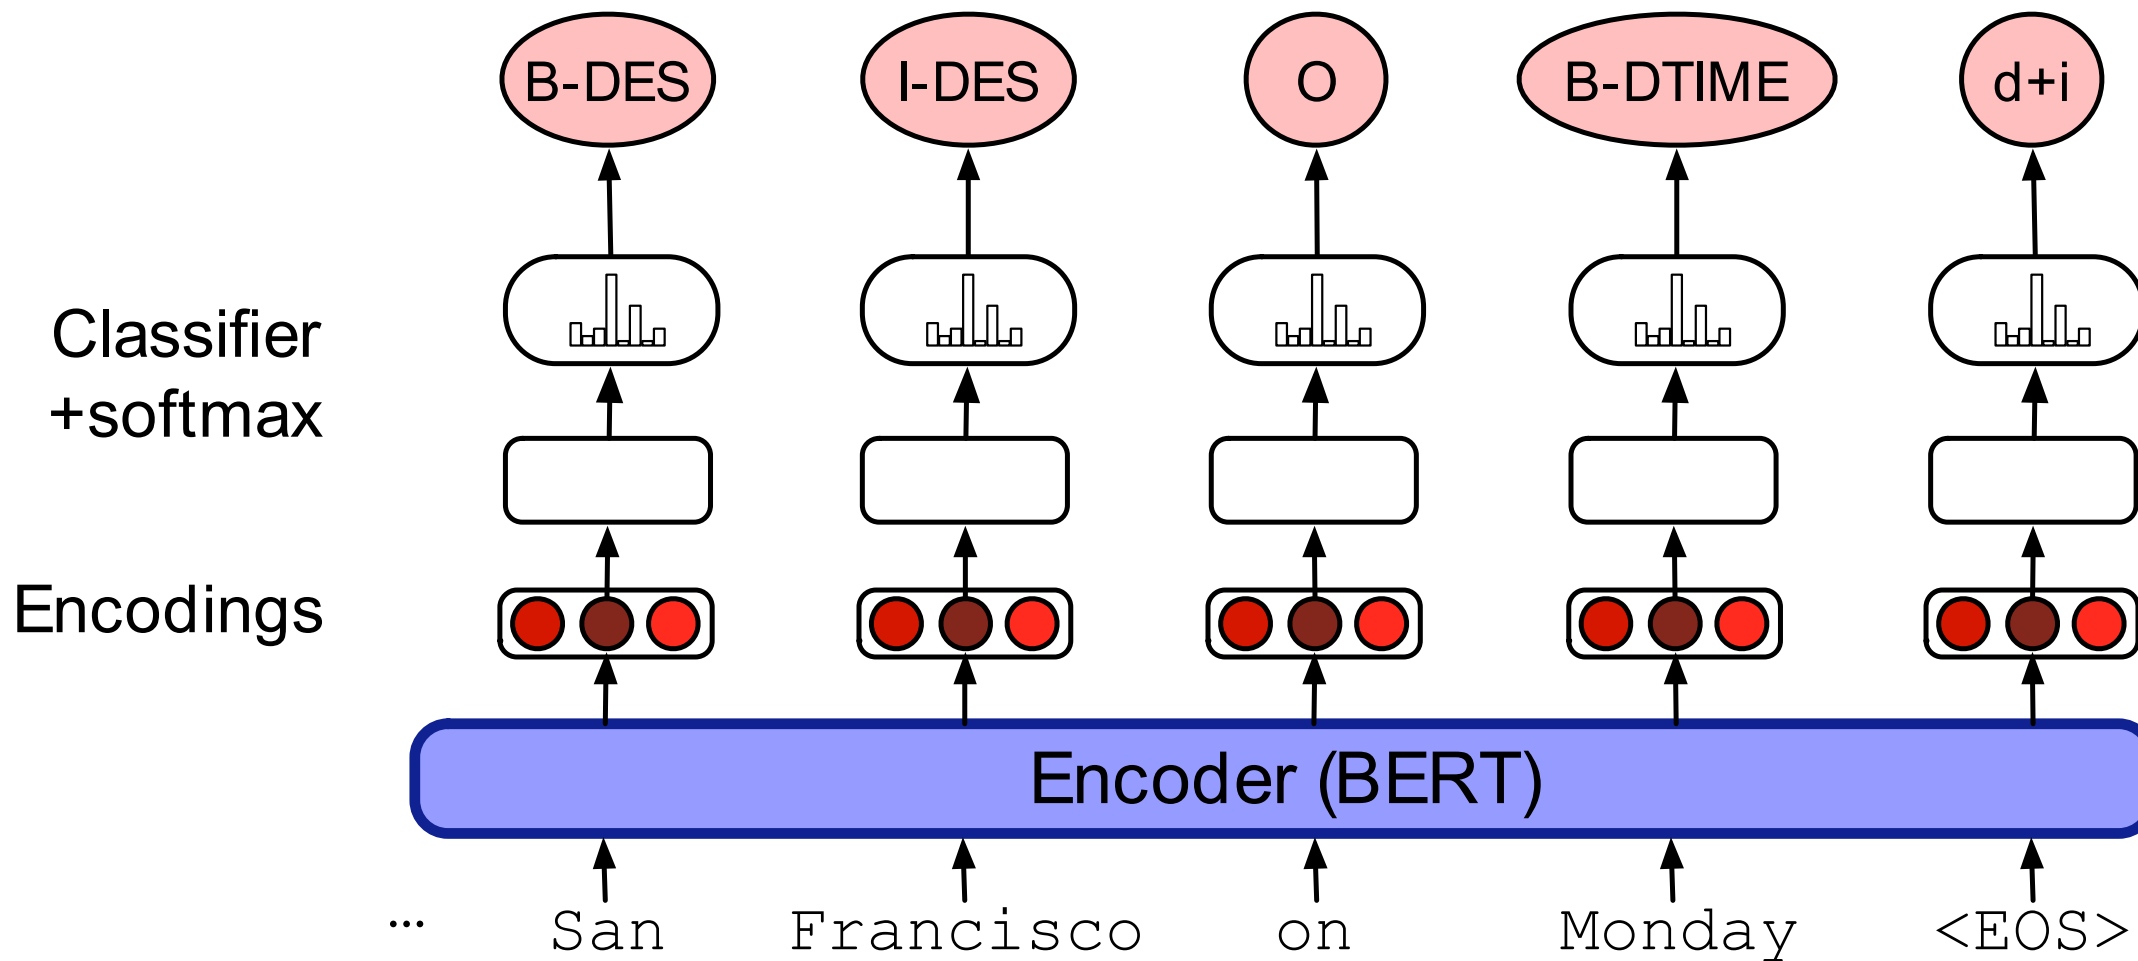 B-DES I-DES O B-DTIME d+i
Classifier
+softmax
Encodings
Encoder (BERT)
… San Francisco on Monday <EOS>